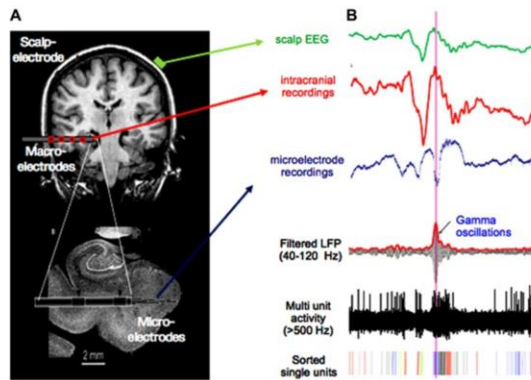 A
Scalp-
electrode
Macro-
electrodes
Micro-
electrodes
2 mm
B
scalp EEG
intracranial
recordings
microelectrode
recordings
Gamma
oscillations
Filtered LFP
(40-120 Hz)
Multi unit
activity
(>500 Hz)
Sorted
single units